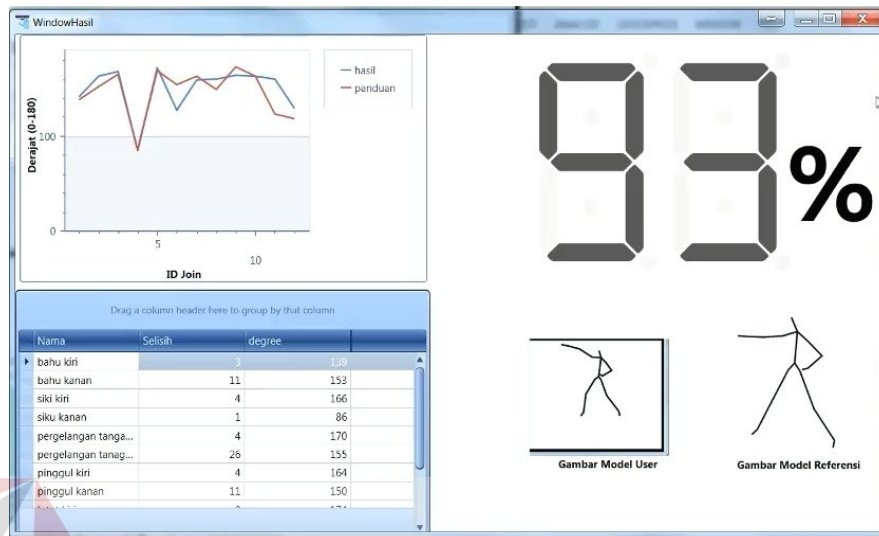 WindowHasil
hasil
panduan
Derajat (0-180)
100
0
5
10
ID Join
93%
Drag a column header here to group by that column
Nama Selisih degree
bahu kiri 3 139
bahu kanan 11 153
siki kiri 4 166
siku kanan 1 86
pergelangan tanga... 4 170
pergelangan tanag... 26 155
pinggul kiri 4 164
pinggul kanan 11 150
Gambar Model User
Gambar Model Referensi